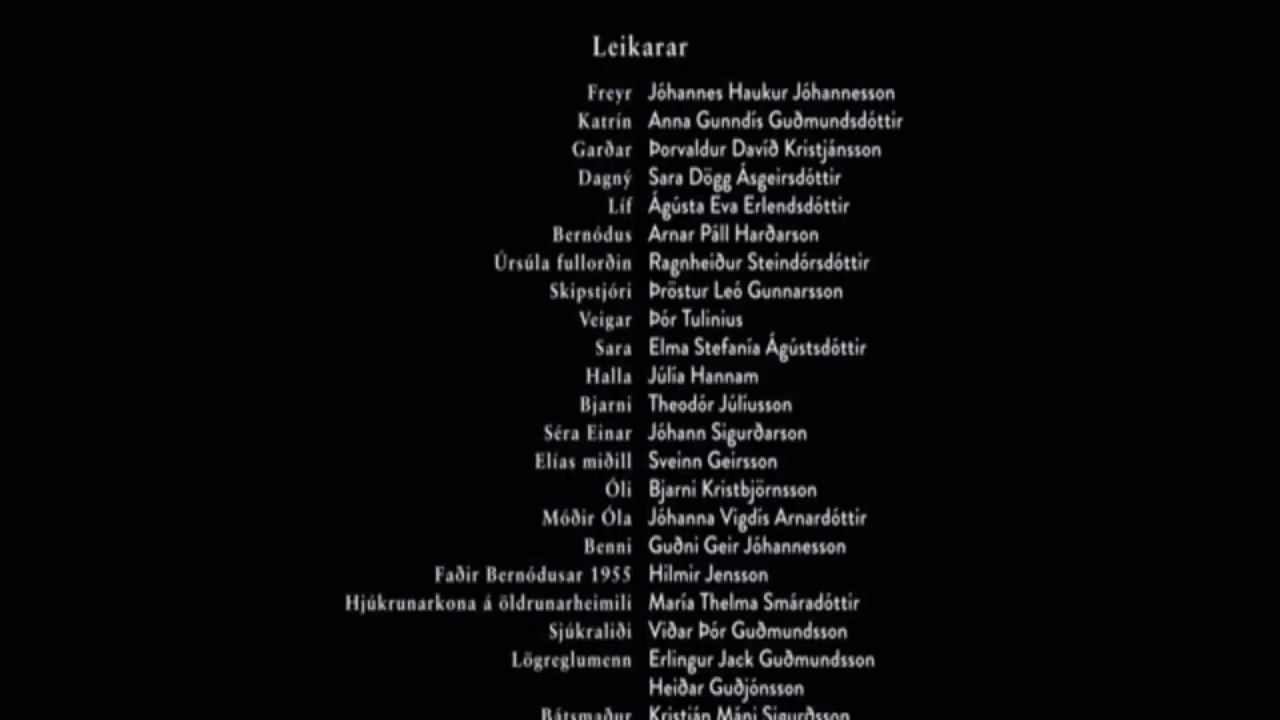 Leikarar
Freyr Jóhannes Haukur Jóhannesson
Katrín Anna Gunndís Guðmundsdóttir
Garðar Þorvaldur Davíð Kristjánsson
Dagný Sara Dögg Ásgeirsdóttir
Líf Ágústa Eva Erlendsdóttir
Bernódus Arnar Páll Harðarson
Úrsúla fullorðin Ragnheiður Steindórsdóttir
Skipstjóri Þröstur Leó Gunnarsson
Veigar Þór Tulinius
Sara Elma Stefanía Ágústsdóttir
Halla Júlía Hannam
Bjarni Theodór Júlíusson
Séra Einar Jóhann Sigurðarson
Elías miðill Sveinn Geirsson
Óli Bjarni Kristbjörnsson
Móðir Óla Jóhanna Vigdís Arnardóttir
Benni Guðni Geir Jóhannesson
Faðir Bernódusar 1955 Hilmir Jensson
Hjúkrunarkona á öldrunarheimili María Thelma Smáradóttir
Sjúkraliði Viðar Þór Guðmundsson
Lögreglumenn Erlingur Jack Guðmundsson
Heiðar Guðjónsson
Bátsmaður Kristján Máni Sigurðsson